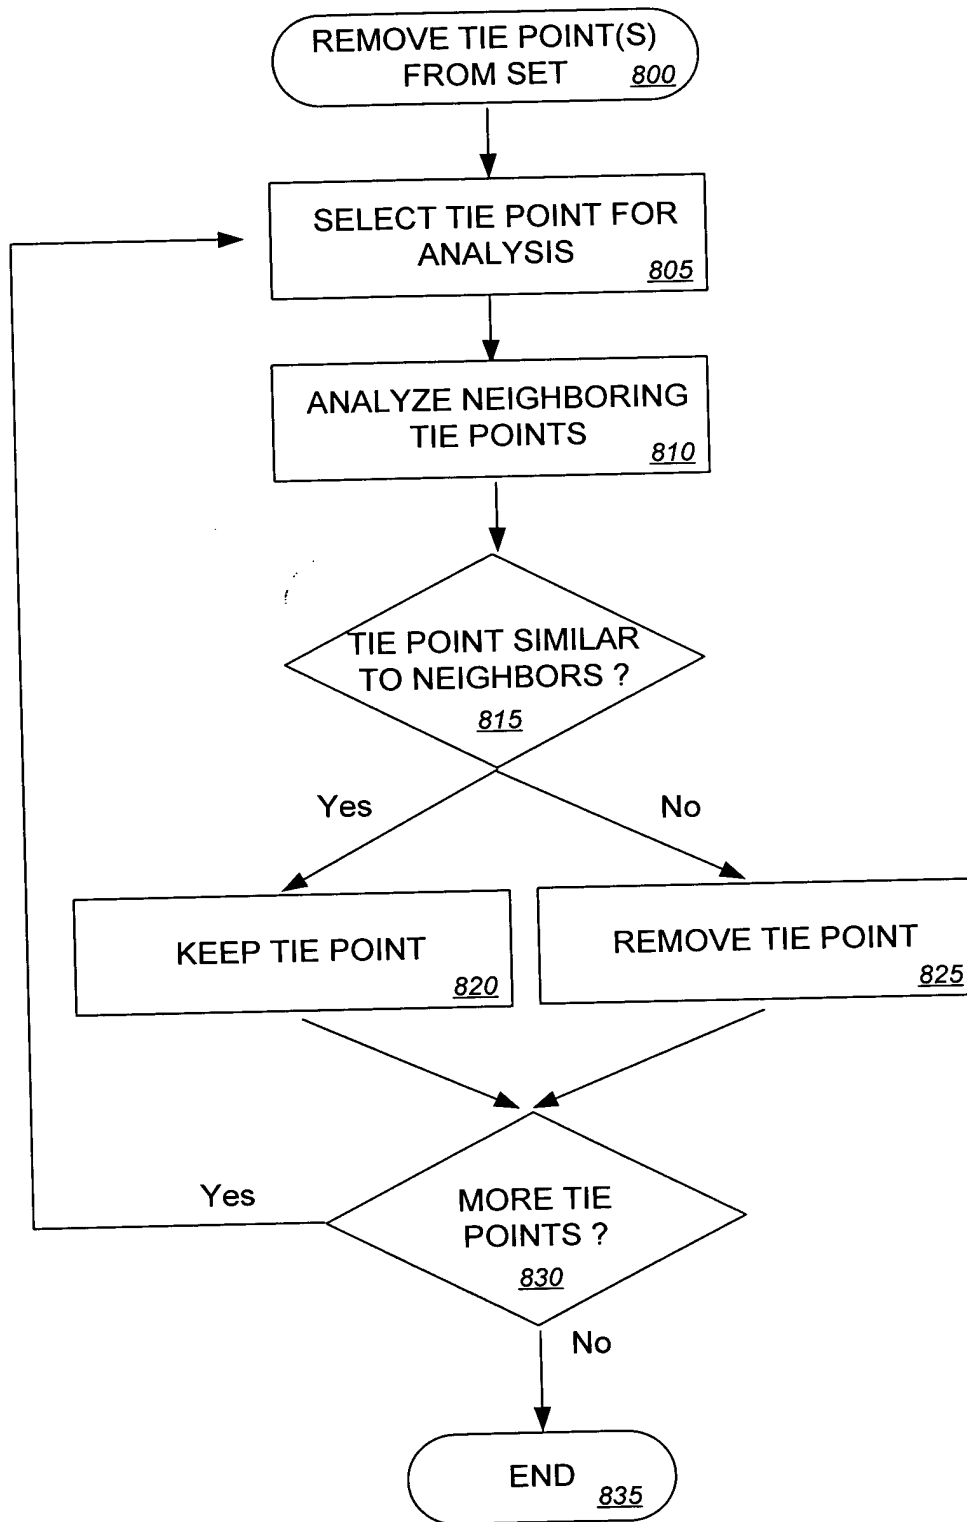 REMOVE TIE POINT(S)
FROM SET
800
SELECT TIE POINT FOR
ANALYSIS
805
ANALYZE NEIGHBORING
TIE POINTS
810
TIE POINT SIMILAR
TO NEIGHBORS ?
815
Yes
No
KEEP TIE POINT
820
REMOVE TIE POINT
825
Yes
MORE TIE
POINTS ?
830
No
END
835